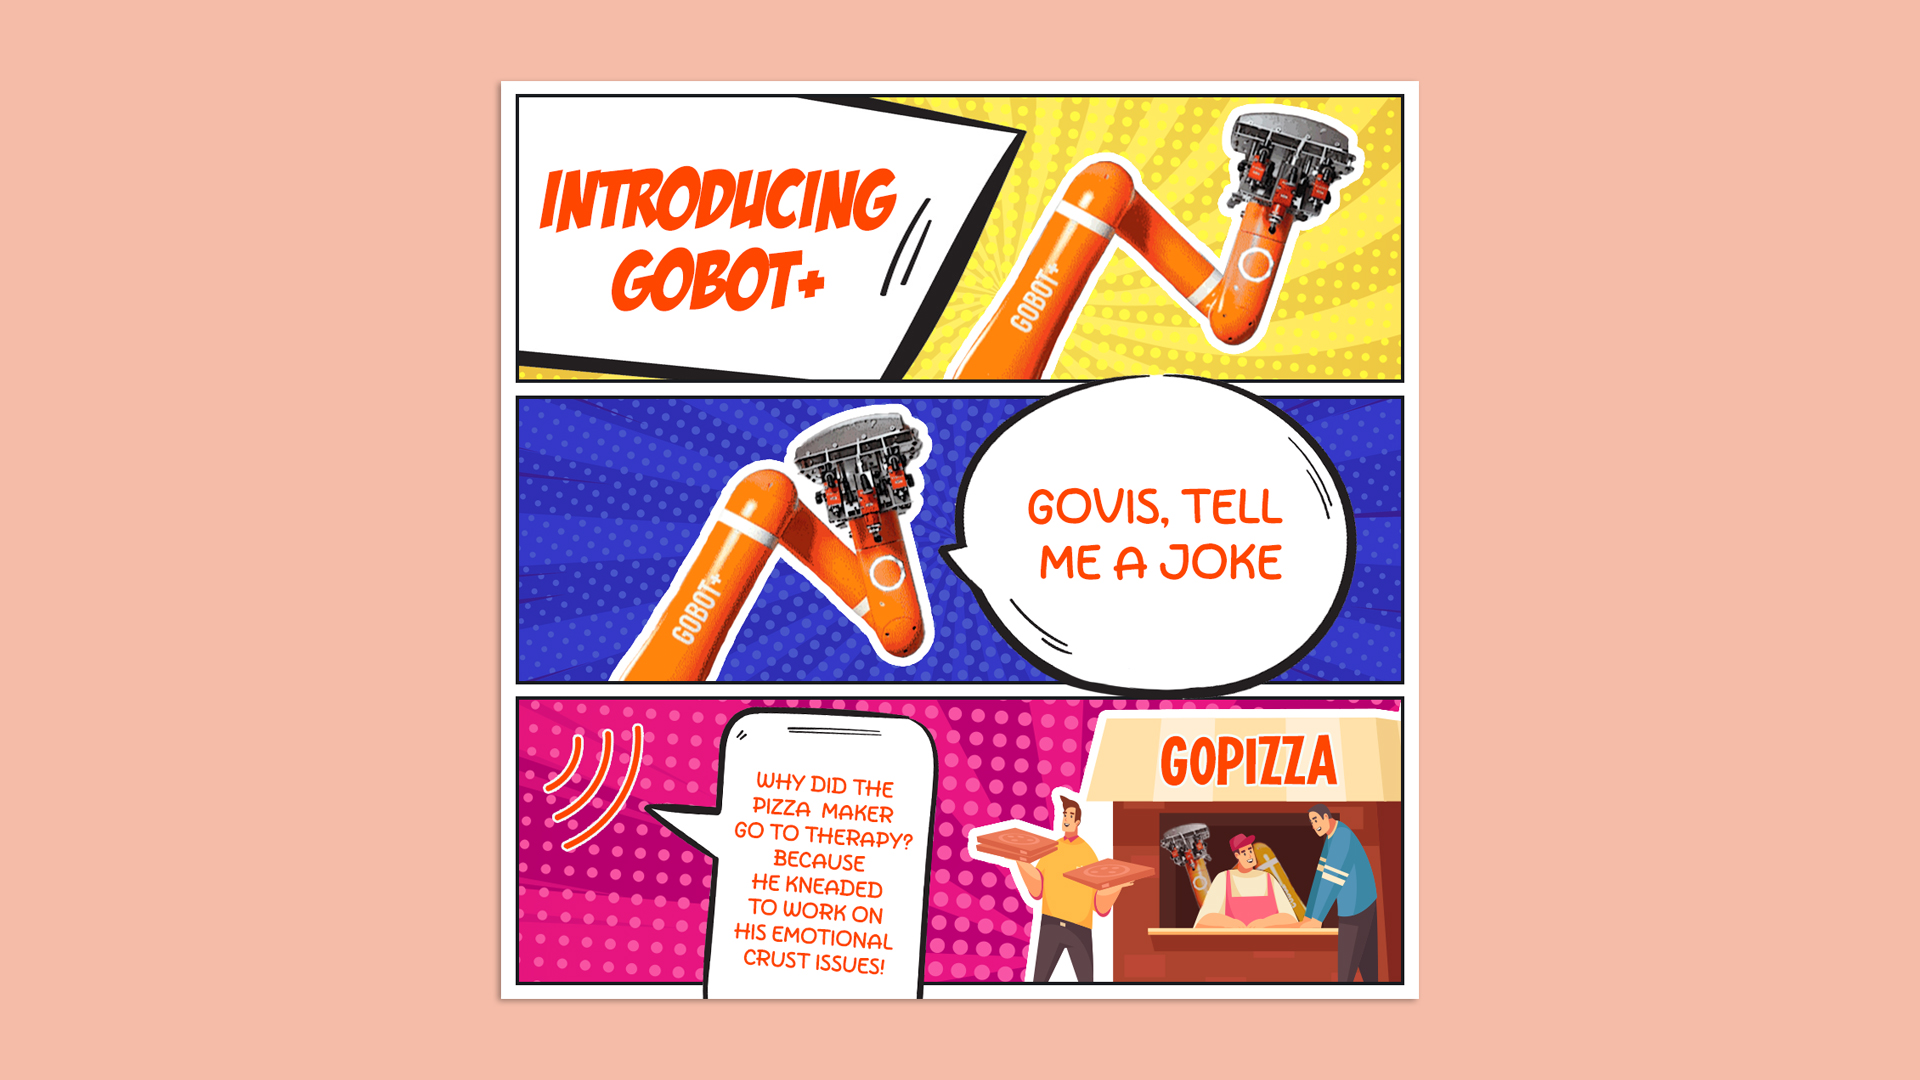 INTRODUCING
GOBOT+
GOBOT+
GOBOT+
GOVIS, TELL
ME A JOKE
WHY DID THE
PIZZA MAKER
GO TO THERAPY?
BECAUSE
HE KNEADED
TO WORK ON
HIS EMOTIONAL
CRUST ISSUES!
GOPIZZA